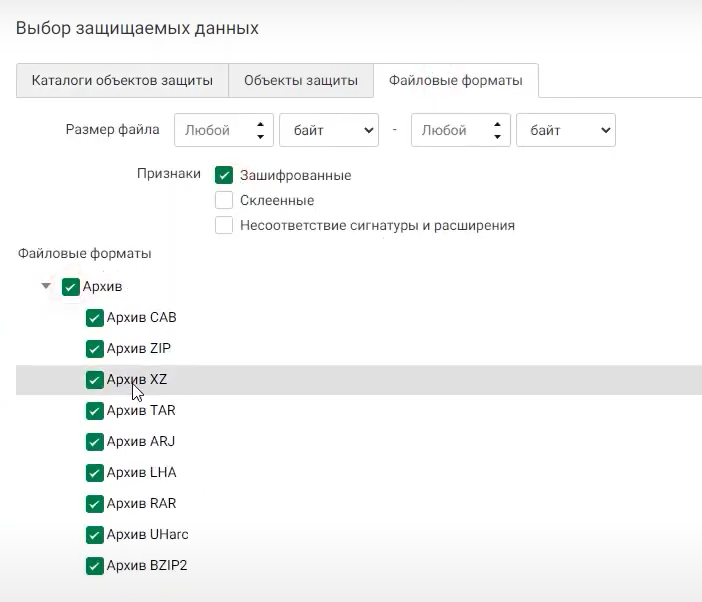 Выбор защищаемых данных
Каталоги объектов защиты Объекты защиты Файловые форматы
Размер файла Любой байт - Любой байт
Признаки Зашифрованные
Склеенные
Несоответствие сигнатуры и расширения
Файловые форматы
Архив
Архив CAB
Архив ZIP
Архив XZ
Архив TAR
Архив ARJ
Архив LHA
Архив RAR
Архив UHarc
Архив BZIP2